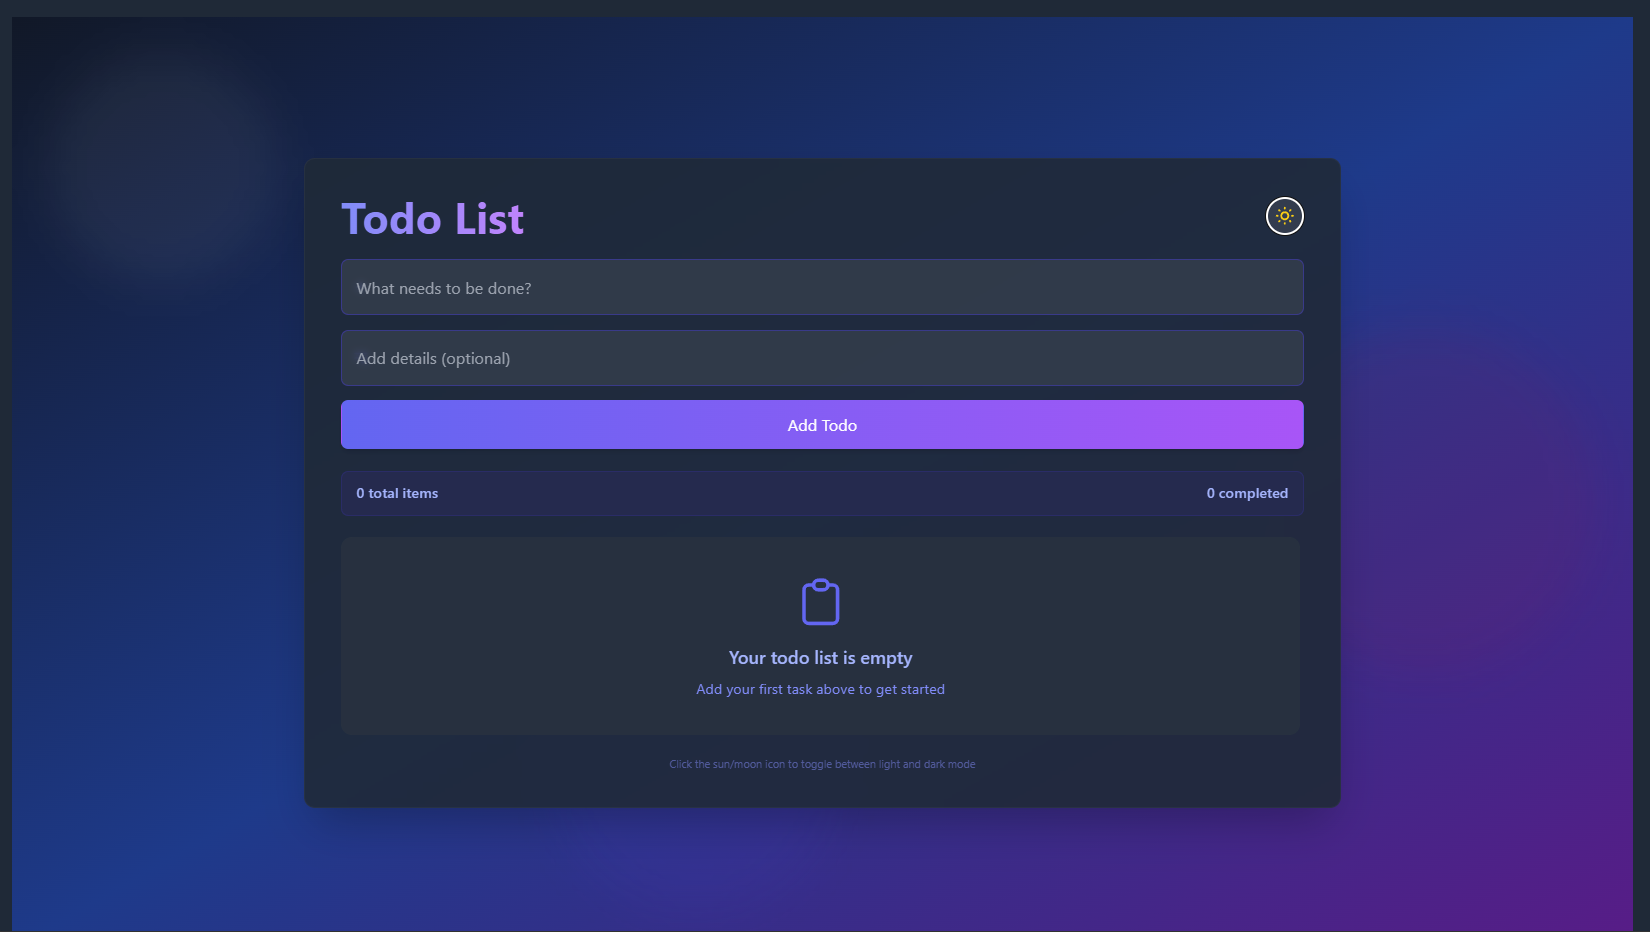 Todo List
What needs to be done?
Add details (optional)
Add Todo
0 total items
0 completed
Your todo list is empty
Add your first task above to get started
Click the sun/moon icon to toggle between light and dark mode